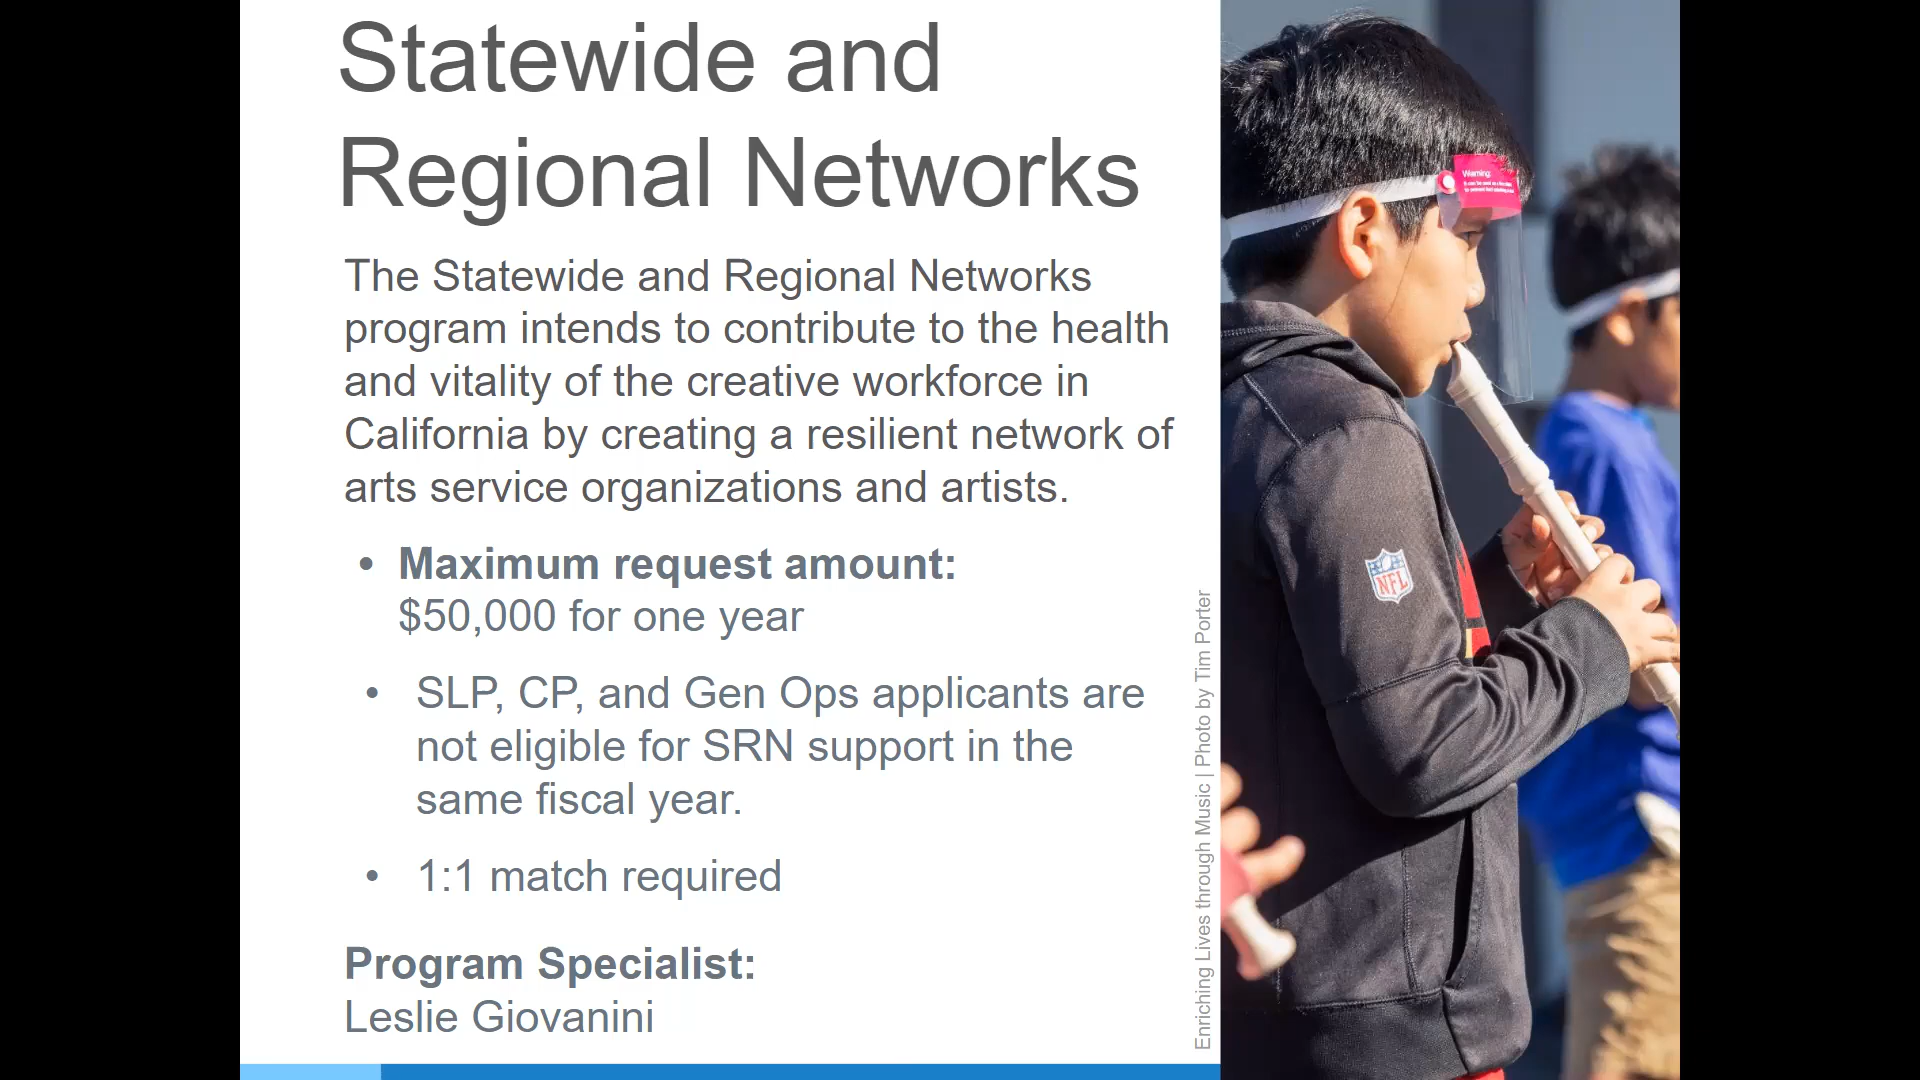 Statewide and
Regional Networks
The Statewide and Regional Networks
program intends to contribute to the health
and vitality of the creative workforce in
California by creating a resilient network of
arts service organizations and artists.
• Maximum request amount:
$50,000 for one year
• SLP, CP, and Gen Ops applicants are
not eligible for SRN support in the
same fiscal year.
• 1:1 match required
Program Specialist:
Leslie Giovanini
Enriching Lives through Music | Photo by Tim Porter
Warning:
NFL